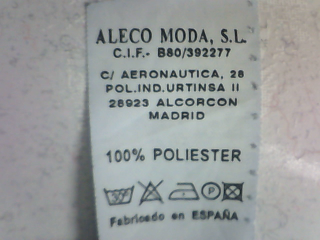 ALECO MODA, S.L.
C.I.F.- B80/392277
C/ AERONAUTICA, 28
POL.IND.URTINSA II
28923 ALCORCON
MADRID
100% POLIESTER
P
Fabricado en ESPAÑA